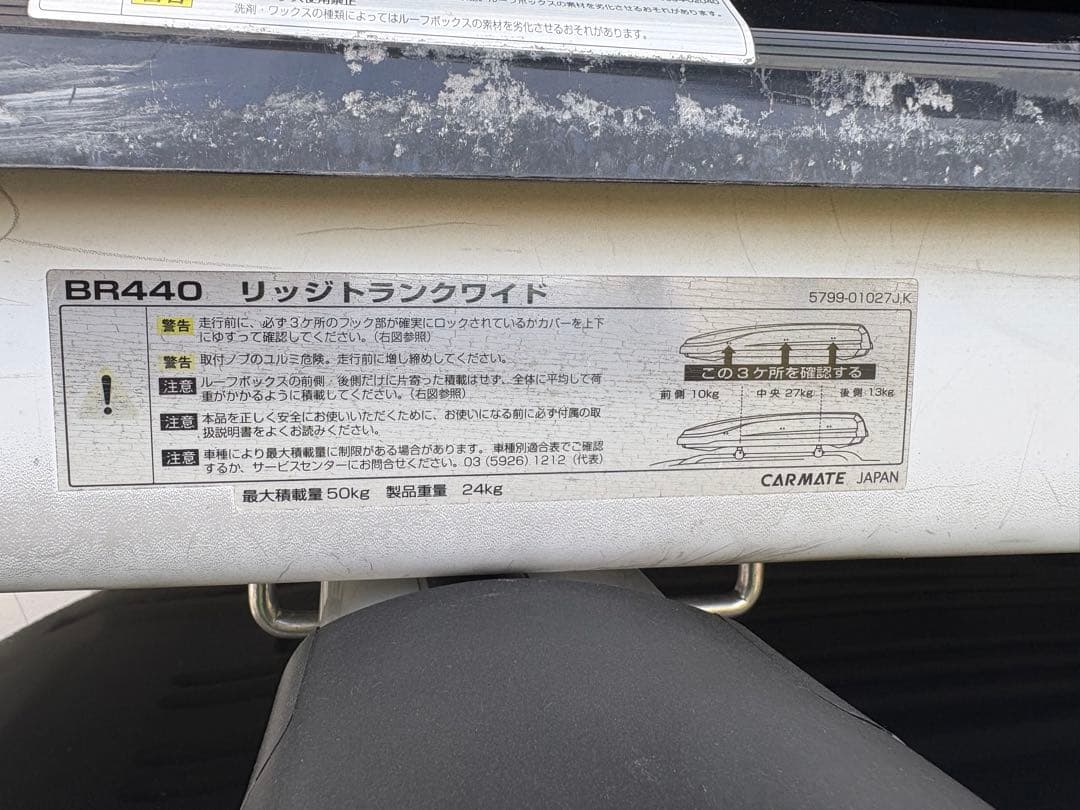 警告
洗剤・ワックスの種類によってはルーフボックスの素材を劣化させるおそれがあります。
BR440 リッジトランクワイド
5799-01027J,K
警告 走行前に、必ず3ケ所のフック部が確実にロックされているかカバーを上下
にゆすって確認してください。(右図参照)
警告 取付ノブのユルミ危険。走行前に増し締めしてください。
注意 ルーフボックスの前側/後側だけに片寄った積載はせず、全体に平均して荷
重がかかるように積載してください。(右図参照)
注意 本品を正しく安全にお使いいただくために、お使いになる前に必ず付属の取
扱説明書をよくお読みください。
注意 車種により最大積載量に制限がある場合があります。車種別適合表でご確認
するか、サービスセンターにお問合せください。03 (5926) 1212 (代表)
この3ケ所を確認する
前側 10kg 中央 27kg 後側 13kg
CARMATE JAPAN
最大積載量 50kg 製品重量 24kg